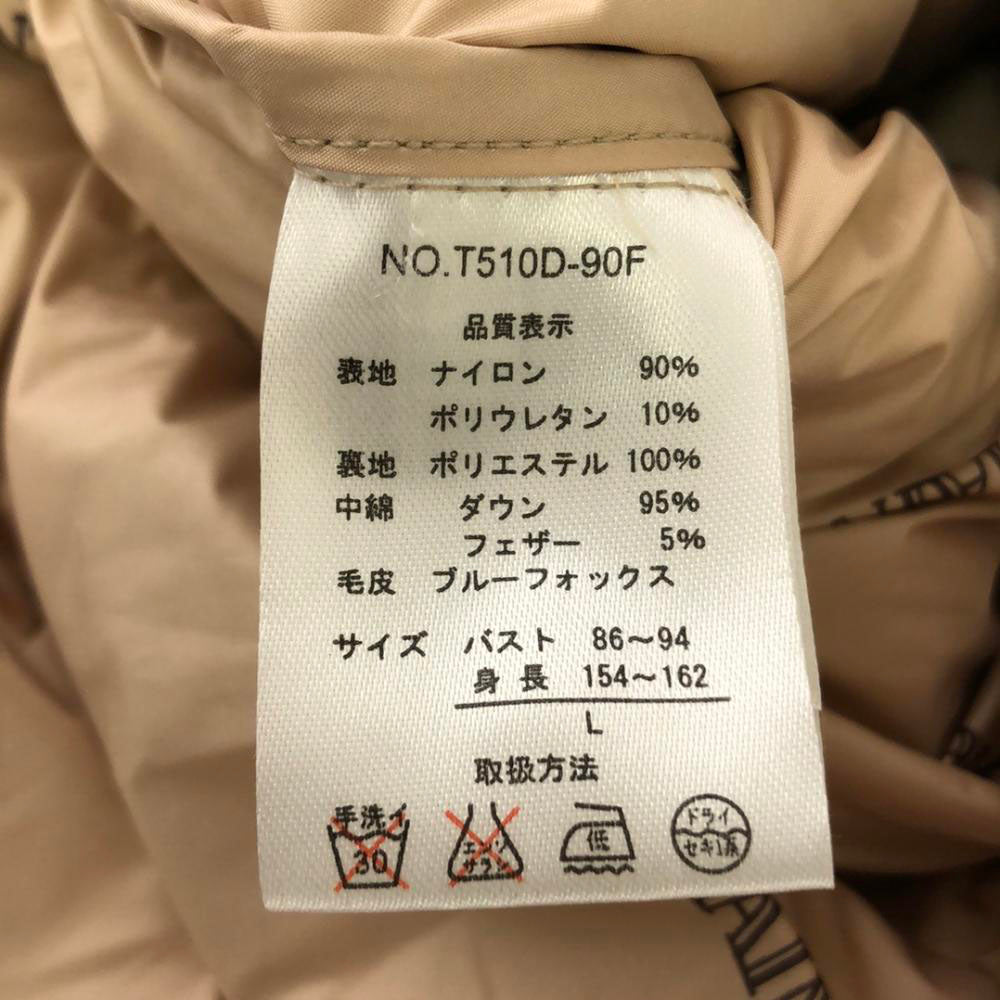 NO.T510D-90F
品質表示
表地 ナイロン 90%
ポリウレタン 10%
裏地 ポリエステル 100%
中綿 ダウン 95%
フェザー 5%
毛皮 ブルーフォックス
サイズ バスト 86～94
身長 154～162
L
取扱方法
手洗イ 30
エンソ サラシ
低
ドライ セキユ系